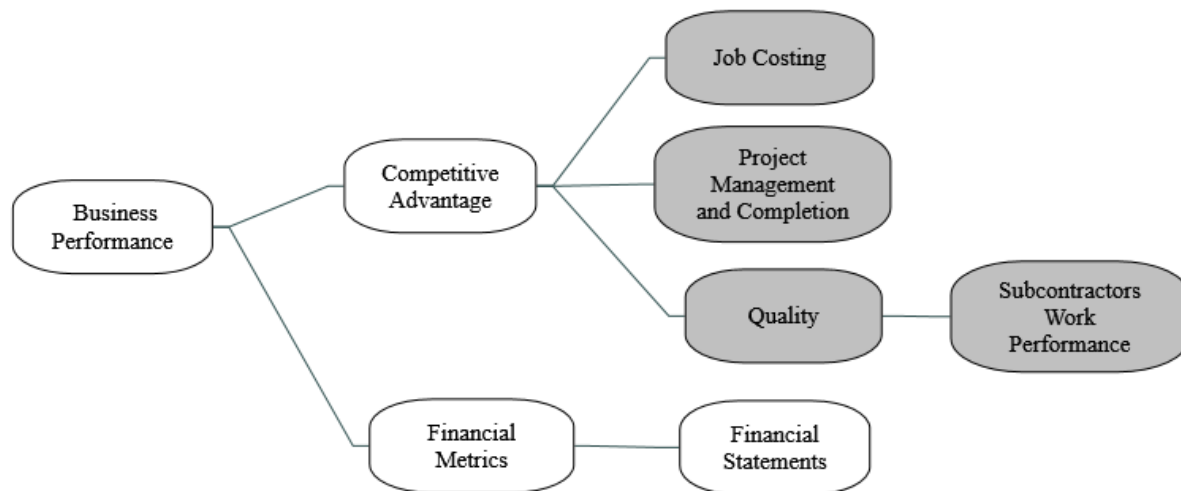 Job Costing
Project
Management
and Completion
Competitive
Advantage
Business
Performance
Quality
Subcontractors
Work
Performance
Financial
Metrics
Financial
Statements